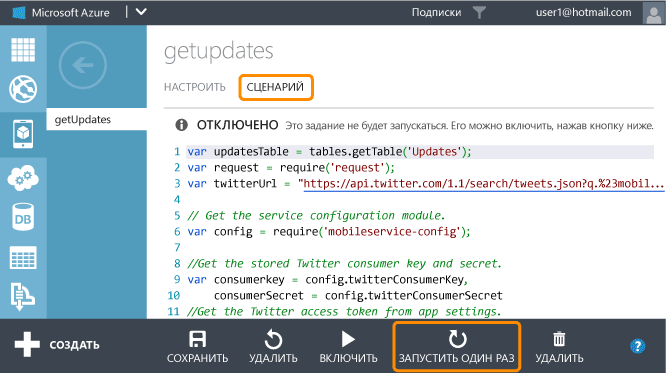 Microsoft Azure
Подписки
user1@hotmail.com
getupdates
НАСТРОИТЬ
СЦЕНАРИЙ
getUpdates
ОТКЛЮЧЕНО Это задание не будет запускаться. Его можно включить, нажав кнопку ниже.
1 var updatesTable = tables.getTable('Updates');
2 var request = require('request');
3 var twitterUrl = "https://api.twitter.com/1.1/search/tweets.json?q.%23mobil...
4
5 // Get the service configuration module.
6 var config = require('mobileservice-config');
7
8 //Get the stored Twitter consumer key and secret.
9 var consumerkey = config.twitterConsumerKey,
10 consumerSecret = config.twitterConsumerSecret
11 //Get the Twitter access token from app settings.
DB
СОЗДАТЬ
СОХРАНИТЬ
УДАЛИТЬ
ВКЛЮЧИТЬ
ЗАПУСТИТЬ ОДИН РАЗ
УДАЛИТЬ
?